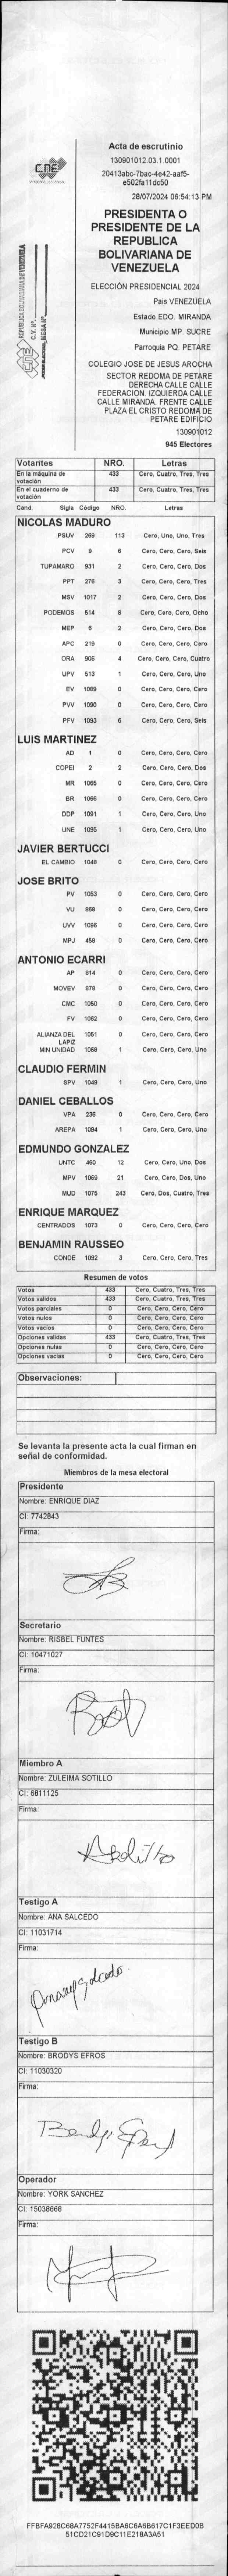 Acta de escrutinio
130901012.03.1.0001
20413abc-7bac-4e42-aaf5-
e502fa11dc50
28/07/2024 06:54:13 PM
CNE
PRESIDENTA O
PRESIDENTE DE LA
REPUBLICA
BOLIVARIANA DE
VENEZUELA
ELECCIÓN PRESIDENCIAL 2024
Pais VENEZUELA
Estado EDO. MIRANDA
Municipio MP. SUCRE
Parroquia PQ. PETARE
COLEGIO JOSE DE JESUS AROCHA
SECTOR REDOMA DE PETARE
DERECHA CALLE CALLE
FEDERACION. IZQUIERDA CALLE
CALLE MIRANDA. FRENTE CALLE
PLAZA EL CRISTO REDOMA DE
PETARE EDIFICIO
130901012
945 Electores
Votantes NRO. Letras
En la máquina de votación 433 Cero, Cuatro, Tres, Tres
En el cuaderno de votación 433 Cero, Cuatro, Tres, Tres
Cand. Sigla Código NRO. Letras
NICOLAS MADURO
PSUV 269 113 Cero, Uno, Uno, Tres
PCV 9 6 Cero, Cero, Cero, Seis
TUPAMARO 931 2 Cero, Cero, Cero, Dos
PPT 276 3 Cero, Cero, Cero, Tres
MSV 1017 2 Cero, Cero, Cero, Dos
PODEMOS 514 8 Cero, Cero, Cero, Ocho
MEP 6 2 Cero, Cero, Cero, Dos
APC 219 0 Cero, Cero, Cero, Cero
ORA 906 4 Cero, Cero, Cero, Cuatro
UPV 513 1 Cero, Cero, Cero, Uno
EV 1089 0 Cero, Cero, Cero, Cero
PVV 1090 0 Cero, Cero, Cero, Cero
PFV 1093 6 Cero, Cero, Cero, Seis
LUIS MARTINEZ
AD 1 0 Cero, Cero, Cero, Cero
COPEI 2 2 Cero, Cero, Cero, Dos
MR 1065 0 Cero, Cero, Cero, Cero
BR 1066 0 Cero, Cero, Cero, Cero
DDP 1091 1 Cero, Cero, Cero, Uno
UNE 1095 1 Cero, Cero, Cero, Uno
JAVIER BERTUCCI
EL CAMBIO 1048 0 Cero, Cero, Cero, Cero
JOSE BRITO
PV 1053 0 Cero, Cero, Cero, Cero
VU 868 0 Cero, Cero, Cero, Cero
UVV 1096 0 Cero, Cero, Cero, Cero
MPJ 458 0 Cero, Cero, Cero, Cero
ANTONIO ECARRI
AP 814 0 Cero, Cero, Cero, Cero
MOVEV 878 0 Cero, Cero, Cero, Cero
CMC 1050 0 Cero, Cero, Cero, Cero
FV 1062 0 Cero, Cero, Cero, Cero
ALIANZA DEL LAPIZ 1051 0 Cero, Cero, Cero, Cero
MIN UNIDAD 1068 1 Cero, Cero, Cero, Uno
CLAUDIO FERMIN
SPV 1049 1 Cero, Cero, Cero, Uno
DANIEL CEBALLOS
VPA 236 0 Cero, Cero, Cero, Cero
AREPA 1094 1 Cero, Cero, Cero, Uno
EDMUNDO GONZALEZ
UNTC 460 12 Cero, Cero, Uno, Dos
MPV 1069 21 Cero, Cero, Dos, Uno
MUD 1075 243 Cero, Dos, Cuatro, Tres
ENRIQUE MARQUEZ
CENTRADOS 1073 0 Cero, Cero, Cero, Cero
BENJAMIN RAUSSEO
CONDE 1092 3 Cero, Cero, Cero, Tres
Resumen de votos
Votos 433 Cero, Cuatro, Tres, Tres
Votos validos 433 Cero, Cuatro, Tres, Tres
Votos parciales 0 Cero, Cero, Cero, Cero
Votos nulos 0 Cero, Cero, Cero, Cero
Votos vacios 0 Cero, Cero, Cero, Cero
Opciones validas 433 Cero, Cuatro, Tres, Tres
Opciones nulas 0 Cero, Cero, Cero, Cero
Opciones vacias 0 Cero, Cero, Cero, Cero
Observaciones:
Se levanta la presente acta la cual firman en
señal de conformidad.
Miembros de la mesa electoral
Presidente
Nombre: ENRIQUE DIAZ
CI: 7742843
Firma:
Secretario
Nombre: RISBEL FUNTES
CI: 10471027
Firma:
Miembro A
Nombre: ZULEIMA SOTILLO
CI: 6811125
Firma:
Testigo A
Nombre: ANA SALCEDO
CI: 11031714
Firma:
Testigo B
Nombre: BRODYS EFROS
CI: 11030320
Firma:
Operador
Nombre: YORK SANCHEZ
CI: 15038668
Firma:
FFBFA928C68A7752F4415BA6C6A6B617C1F3EED0B
51CD21C91D9C11E218A3A51